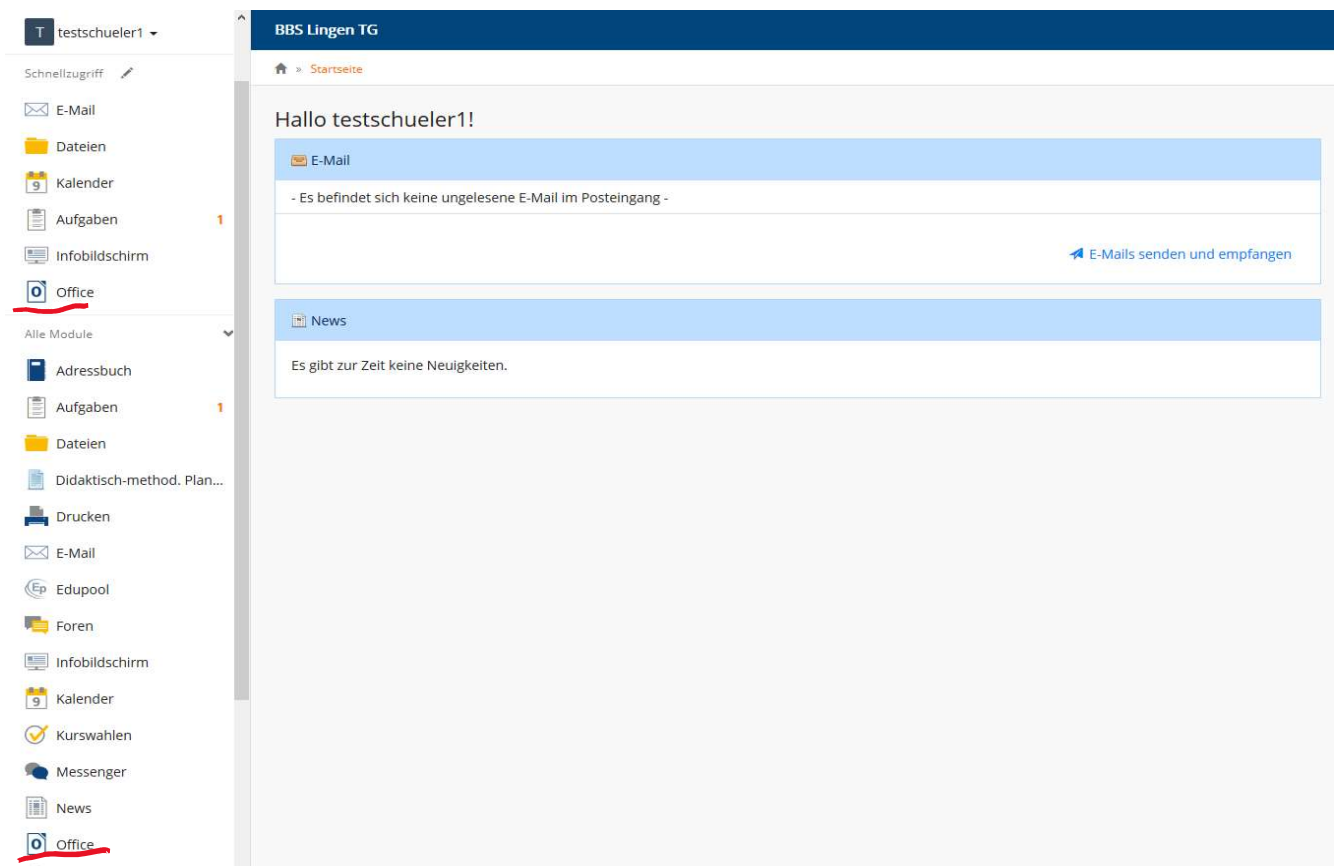 T testschueler1
Schnellzugriff
E-Mail
Dateien
9 Kalender
Aufgaben 1
Infobildschirm
O Office
Alle Module
Adressbuch
Aufgaben 1
Dateien
Didaktisch-method. Plan...
Drucken
E-Mail
Ep Edupool
Foren
Infobildschirm
9 Kalender
Kurswahlen
Messenger
News
O Office
BBS Lingen TG
» Startseite
Hallo testschueler1!
E-Mail
- Es befindet sich keine ungelesene E-Mail im Posteingang -
E-Mails senden und empfangen
News
Es gibt zur Zeit keine Neuigkeiten.